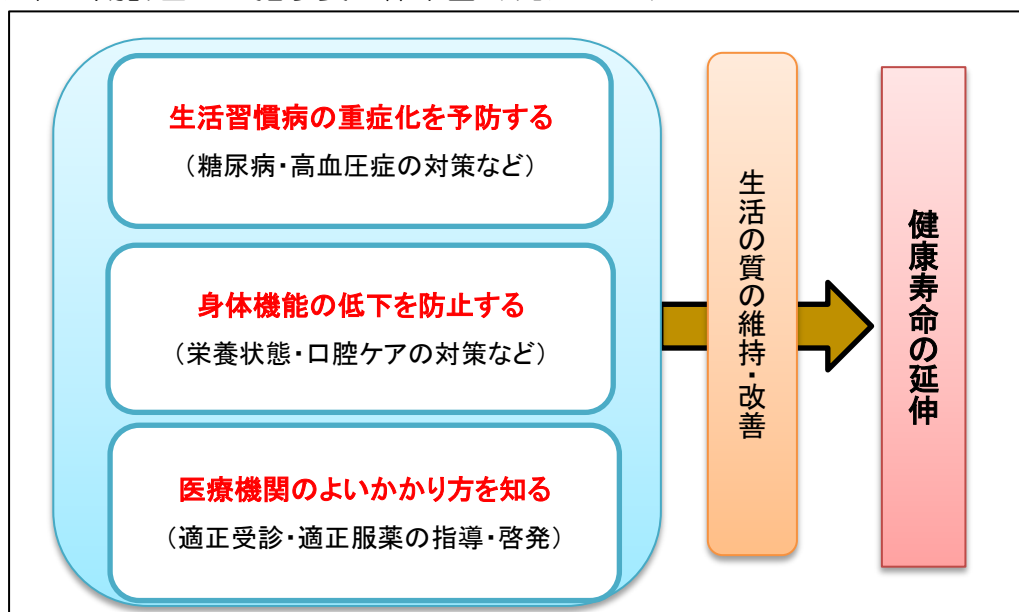 生活習慣病の重症化を予防する
（糖尿病・高血圧症の対策など）
身体機能の低下を防止する
（栄養状態・口腔ケアの対策など）
医療機関のよいかかり方を知る
（適正受診・適正服薬の指導・啓発）
生活の質の維持・改善
健康寿命の延伸